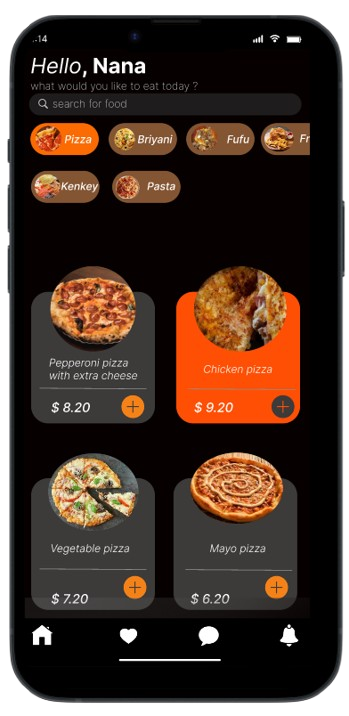 ..14
Hello, Nana
what would you like to eat today ?
search for food
Pizza
Briyani
Fufu
Fr
Kenkey
Pasta
Pepperoni pizza
with extra cheese
$ 8.20
Chicken pizza
$ 9.20
Vegetable pizza
$ 7.20
Mayo pizza
$ 6.20